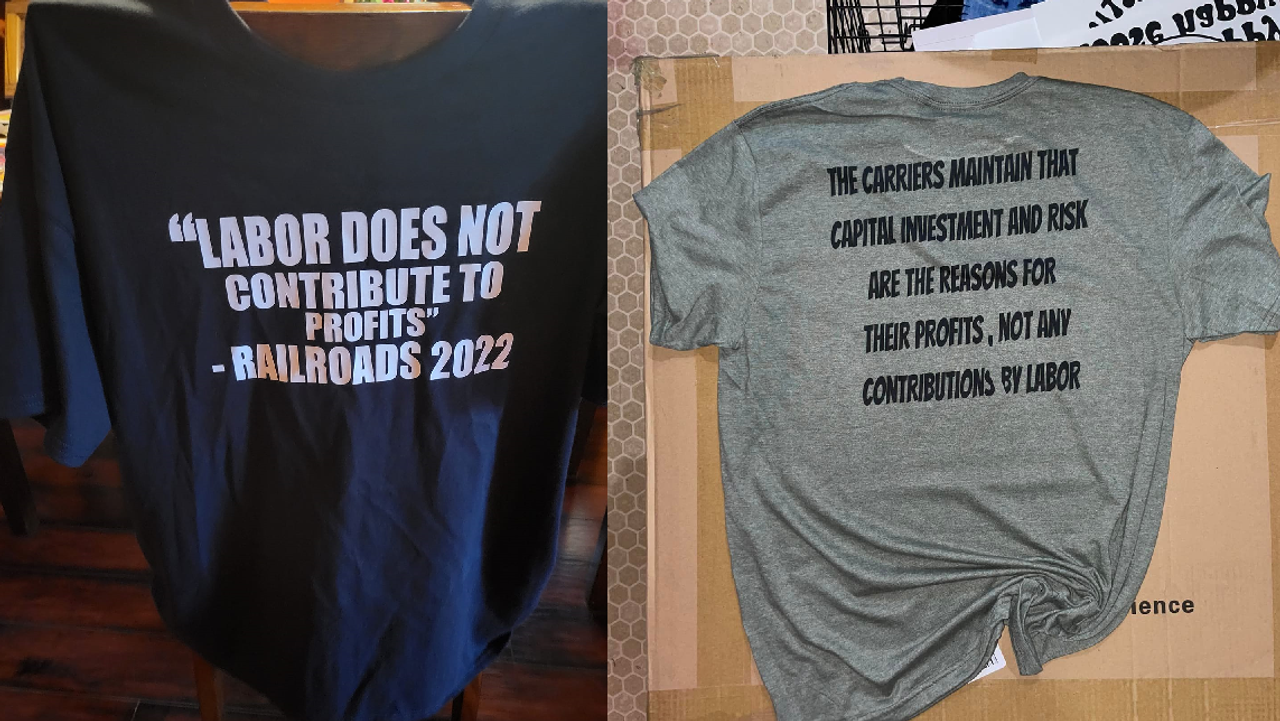 “LABOR DOES NOT
CONTRIBUTE TO
PROFITS”
- RAILROADS 2022
THE CARRIERS MAINTAIN THAT
CAPITAL INVESTMENT AND RISK
ARE THE REASONS FOR
THEIR PROFITS , NOT ANY
CONTRIBUTIONS BY LABOR